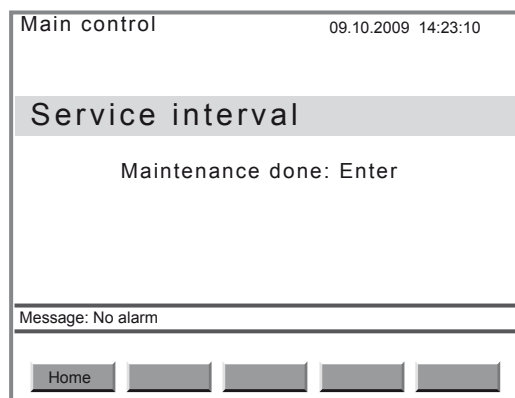 Main control 09.10.2009 14:23:10
Service interval
Maintenance done: Enter
Message: No alarm
Home